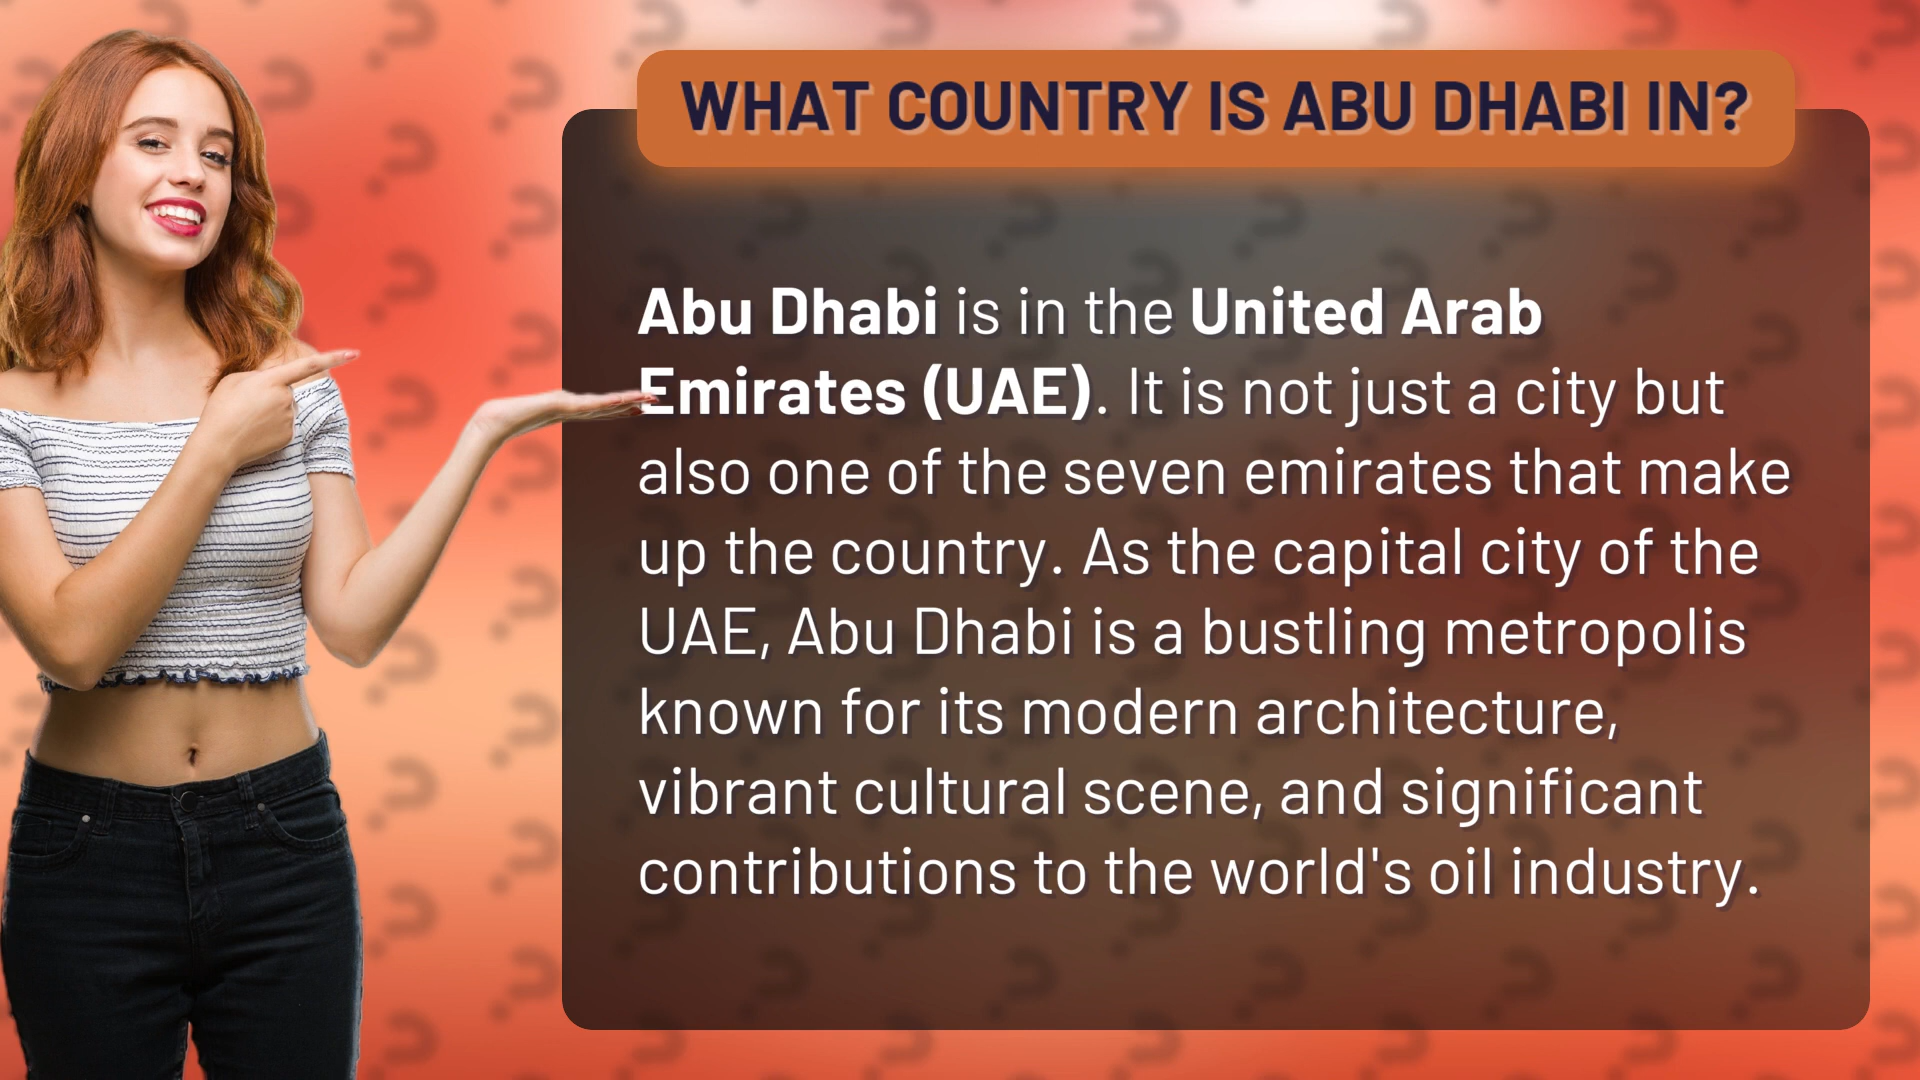 WHAT COUNTRY IS ABU DHABI IN?
Abu Dhabi is in the United Arab
Emirates (UAE). It is not just a city but
also one of the seven emirates that make
up the country. As the capital city of the
UAE, Abu Dhabi is a bustling metropolis
known for its modern architecture,
vibrant cultural scene, and significant
contributions to the world's oil industry.